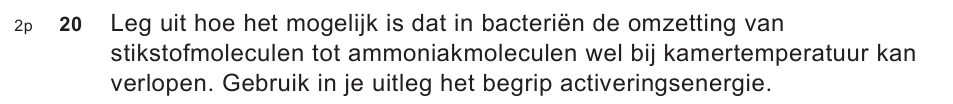 2p 20 Leg uit hoe het mogelijk is dat in bacteriën de omzetting van
stikstofmoleculen tot ammoniakmoleculen wel bij kamertemperatuur kan
verlopen. Gebruik in je uitleg het begrip activeringsenergie.